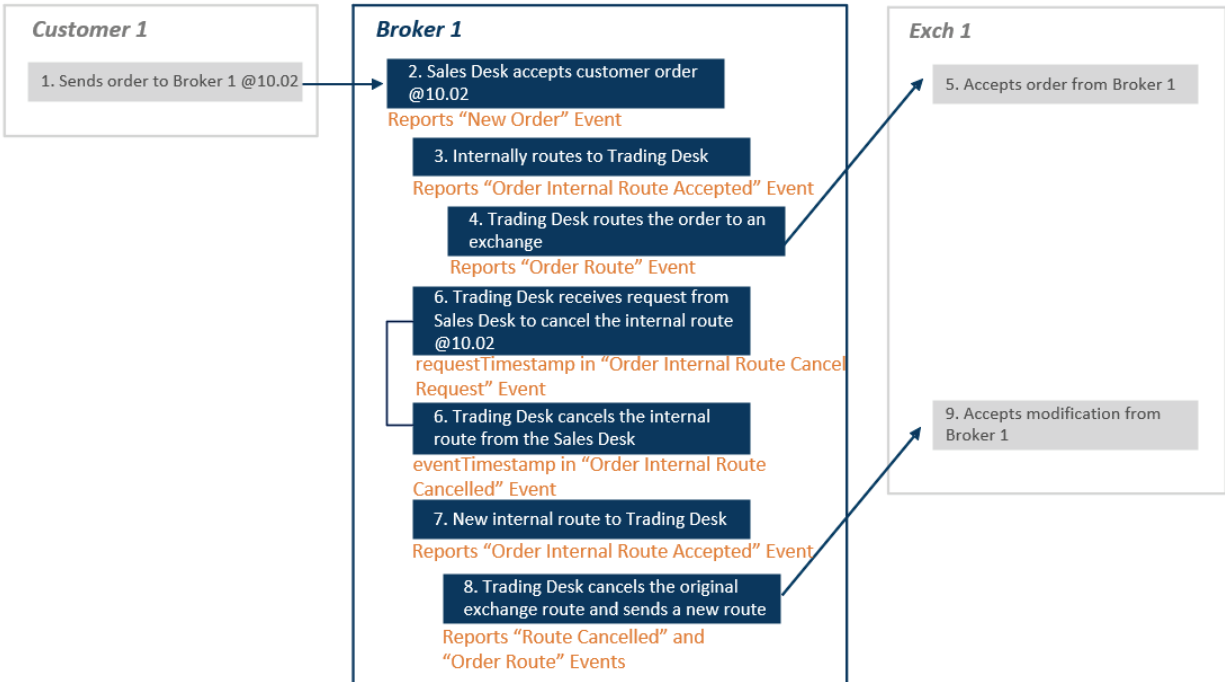 Customer 1
1. Sends order to Broker 1 @10.02
Broker 1
2. Sales Desk accepts customer order
@10.02
Reports “New Order” Event
3. Internally routes to Trading Desk
Reports “Order Internal Route Accepted” Event
4. Trading Desk routes the order to an
exchange
Reports “Order Route” Event
6. Trading Desk receives request from
Sales Desk to cancel the internal route
@10.02
requestTimestamp in “Order Internal Route Cancel
Request” Event
6. Trading Desk cancels the internal
route from the Sales Desk
eventTimestamp in “Order Internal Route
Cancelled” Event
7. New internal route to Trading Desk
Reports “Order Internal Route Accepted” Event
8. Trading Desk cancels the original
exchange route and sends a new route
Reports “Route Cancelled” and
“Order Route” Events
Exch 1
5. Accepts order from Broker 1
9. Accepts modification from
Broker 1